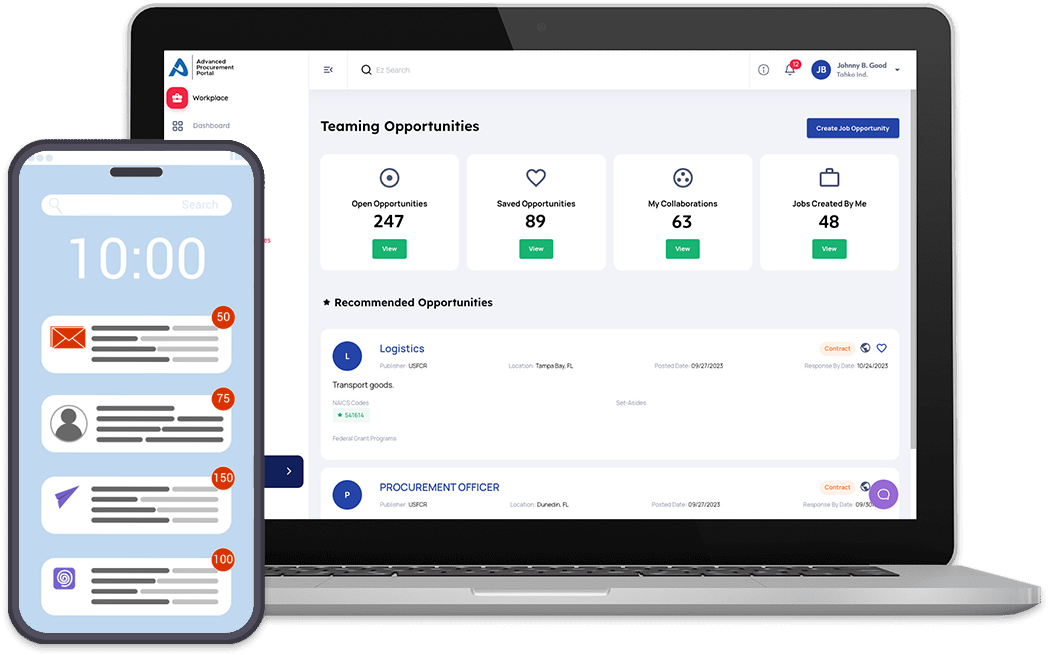 Advanced
Procurement
Portal
Ez Search
12
JB
Johnny B. Good
Tahko Ind.
Workplace
Dashboard
Teaming Opportunities
Create Job Opportunity
Open Opportunities
247
View
Saved Opportunities
89
View
My Collaborations
63
View
Jobs Created By Me
48
View
Recommended Opportunities
L
Logistics
Contract
Publisher: USFCR
Location: Tampa Bay, FL
Posted Date: 09/27/2023
Response By Date: 10/24/2023
Transport goods.
NAICS Codes
Set-Asides
541614
Federal Grant Programs
P
PROCUREMENT OFFICER
Contract
Publisher: USFCR
Location: Dunedin, FL
Posted Date: 09/27/2023
Response By Date: 09/30
Search
10:00
50
75
150
100